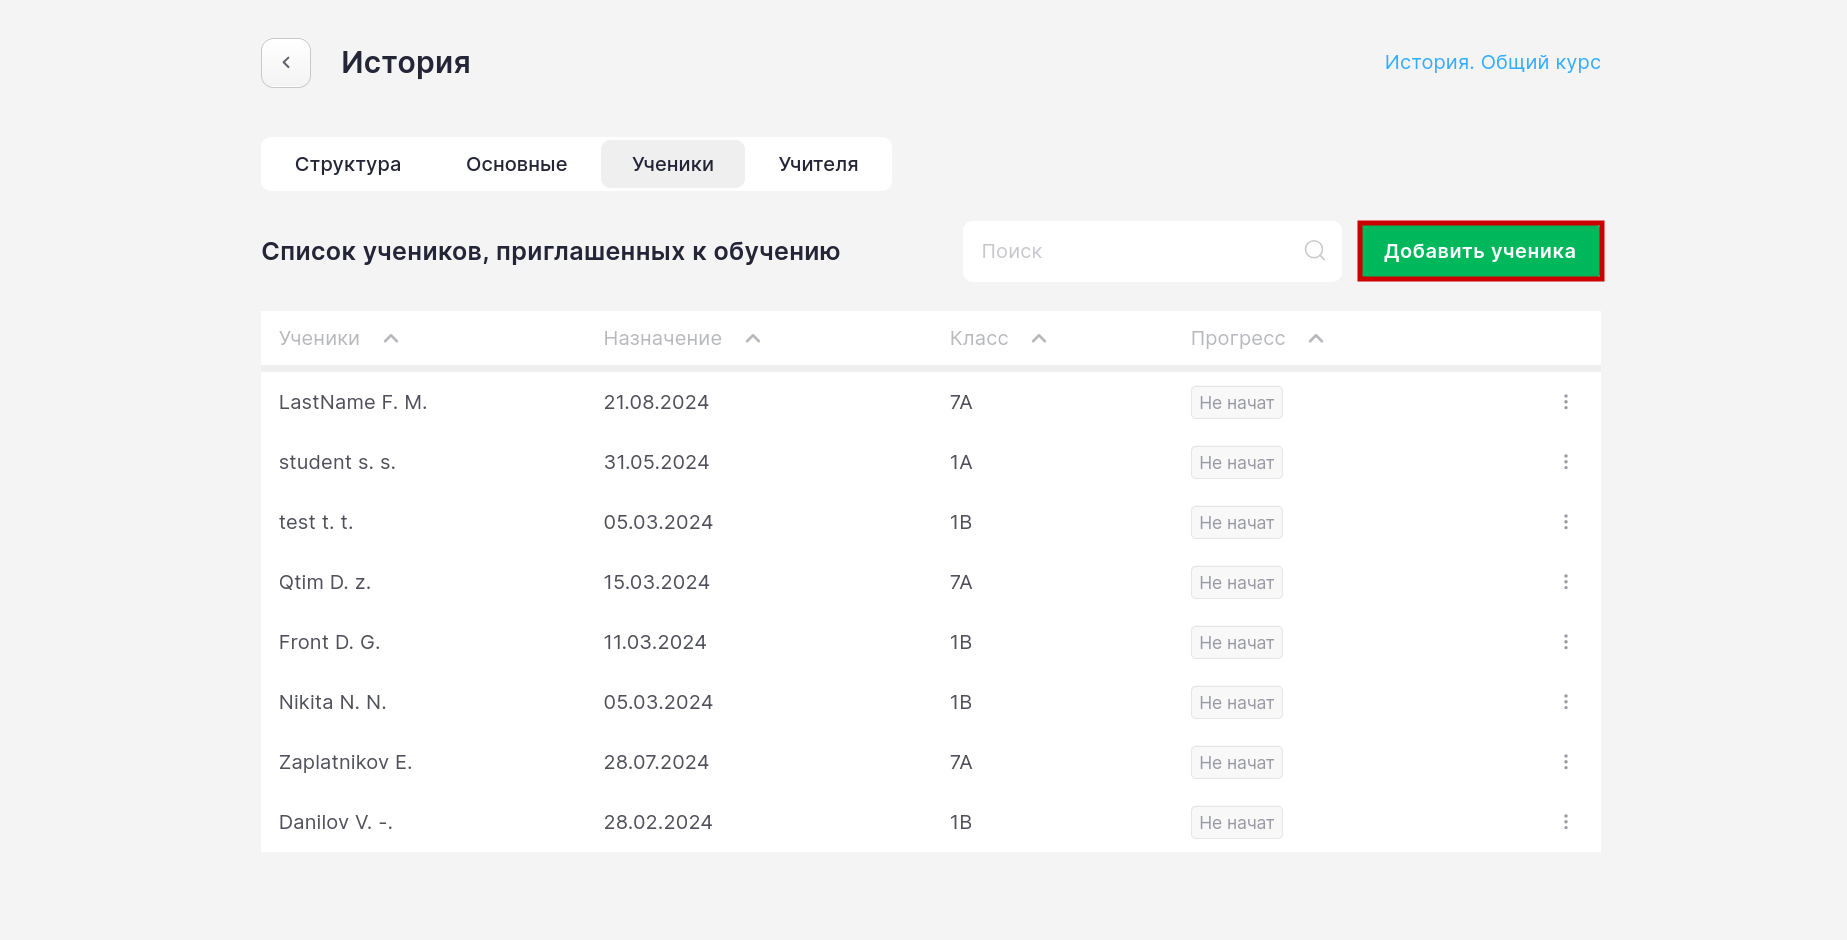 История
История. Общий курс
Структура Основные Ученики Учителя
Список учеников, приглашенных к обучению Поиск Добавить ученика
Ученики Назначение Класс Прогресс
LastName F. M. 21.08.2024 7А Не начат
student s. s. 31.05.2024 1А Не начат
test t. t. 05.03.2024 1В Не начат
Qtim D. z. 15.03.2024 7А Не начат
Front D. G. 11.03.2024 1В Не начат
Nikita N. N. 05.03.2024 1В Не начат
Zaplatnikov E. 28.07.2024 7А Не начат
Danilov V. -. 28.02.2024 1В Не начат